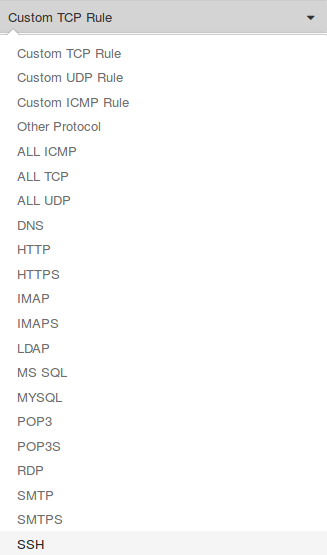 Custom TCP Rule
Custom TCP Rule
Custom UDP Rule
Custom ICMP Rule
Other Protocol
ALL ICMP
ALL TCP
ALL UDP
DNS
HTTP
HTTPS
IMAP
IMAPS
LDAP
MS SQL
MYSQL
POP3
POP3S
RDP
SMTP
SMTPS
SSH